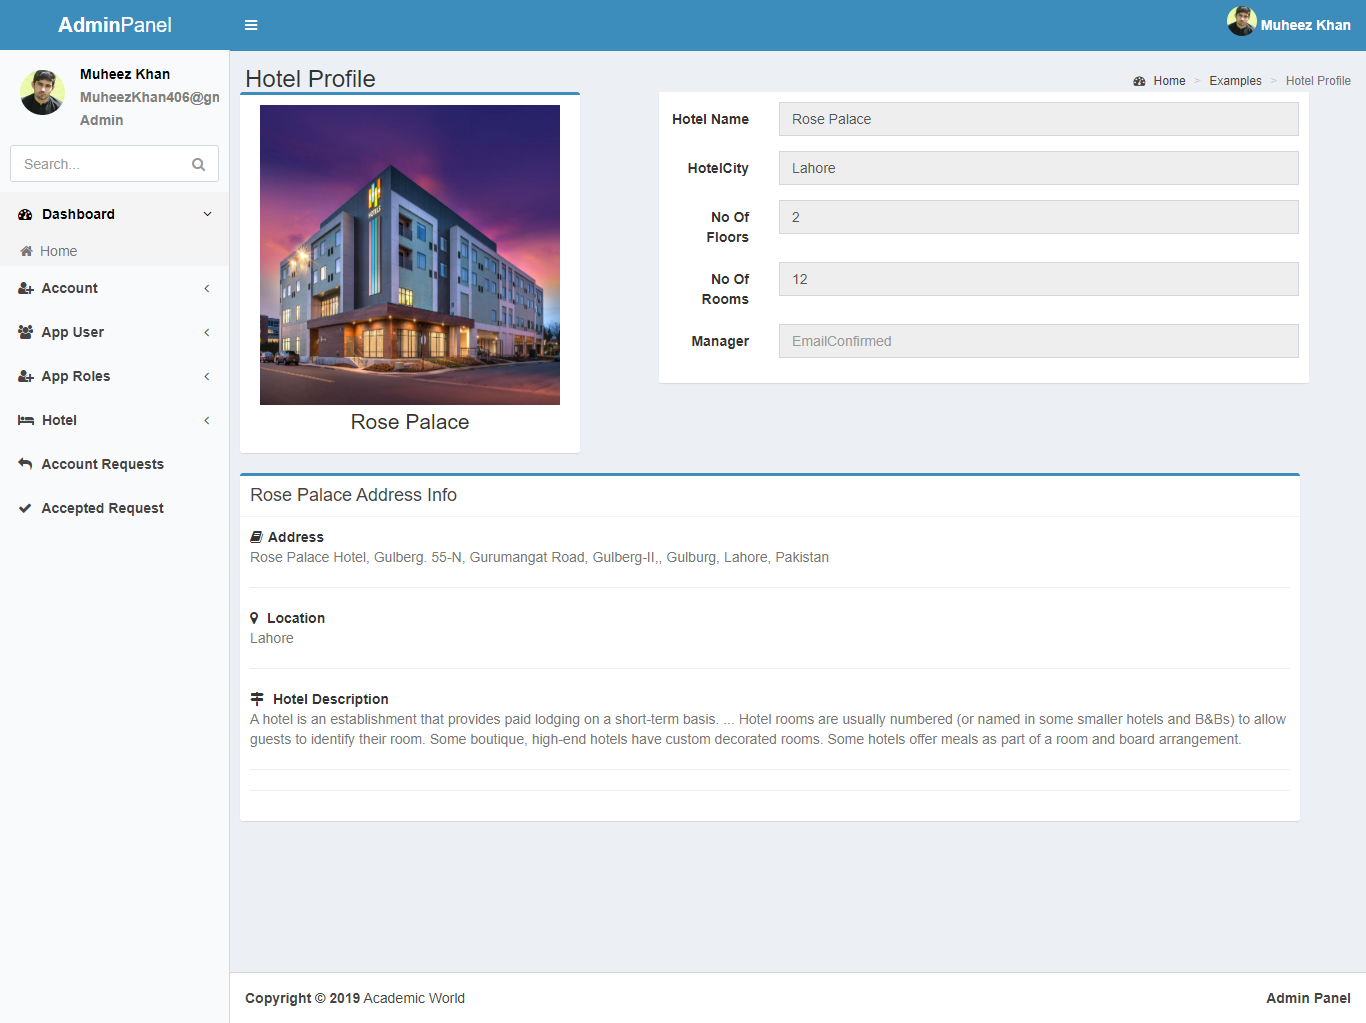 AdminPanel
Muheez Khan
Muheez Khan
MuheezKhan406@gn
Admin
Search...
Dashboard
Home
Account
App User
App Roles
Hotel
Account Requests
Accepted Request
Hotel Profile
Home > Examples > Hotel Profile
HOTELS
Rose Palace
Hotel Name Rose Palace
HotelCity Lahore
No Of 2
Floors
No Of 12
Rooms
Manager EmailConfirmed
Rose Palace Address Info
Address
Rose Palace Hotel, Gulberg. 55-N, Gurumangat Road, Gulberg-II,, Gulburg, Lahore, Pakistan
Location
Lahore
Hotel Description
A hotel is an establishment that provides paid lodging on a short-term basis. ... Hotel rooms are usually numbered (or named in some smaller hotels and B&Bs) to allow
guests to identify their room. Some boutique, high-end hotels have custom decorated rooms. Some hotels offer meals as part of a room and board arrangement.
Copyright © 2019 Academic World
Admin Panel